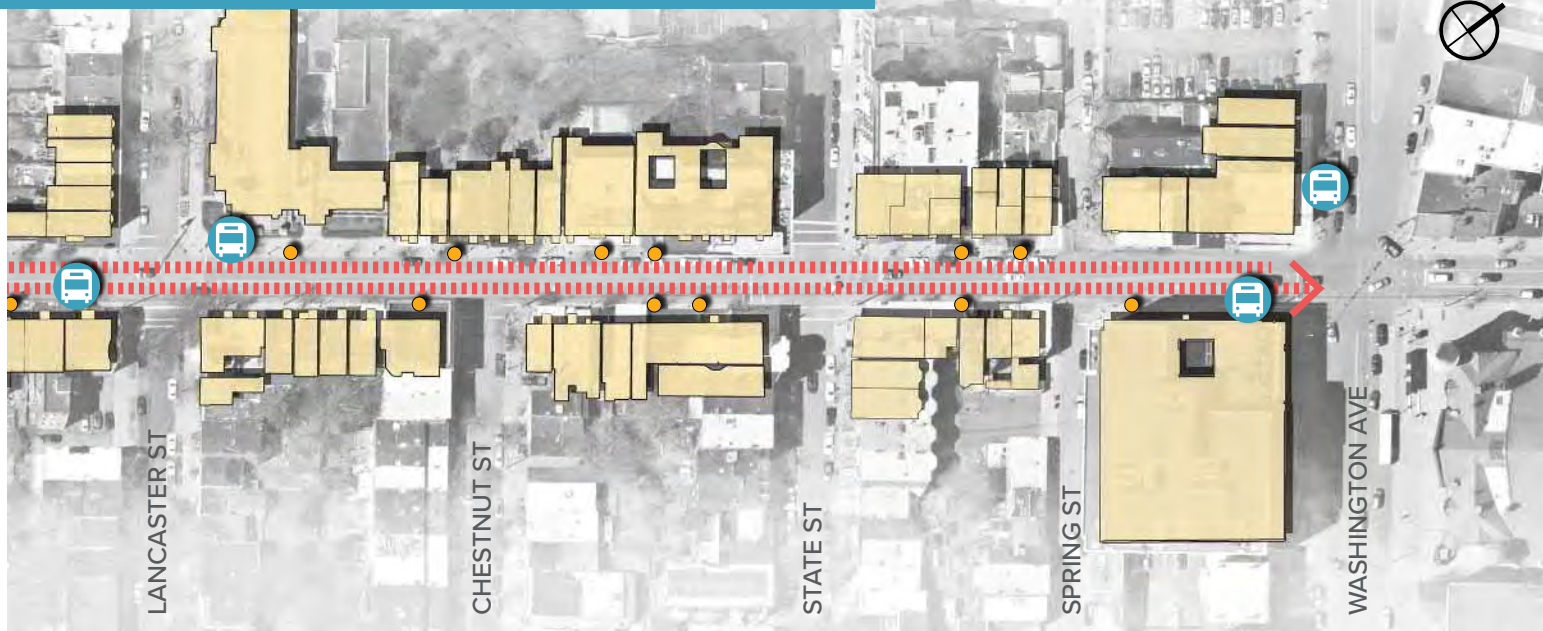 LANCASTER ST
CHESTNUT ST
STATE ST
SPRING ST
WASHINGTON AVE